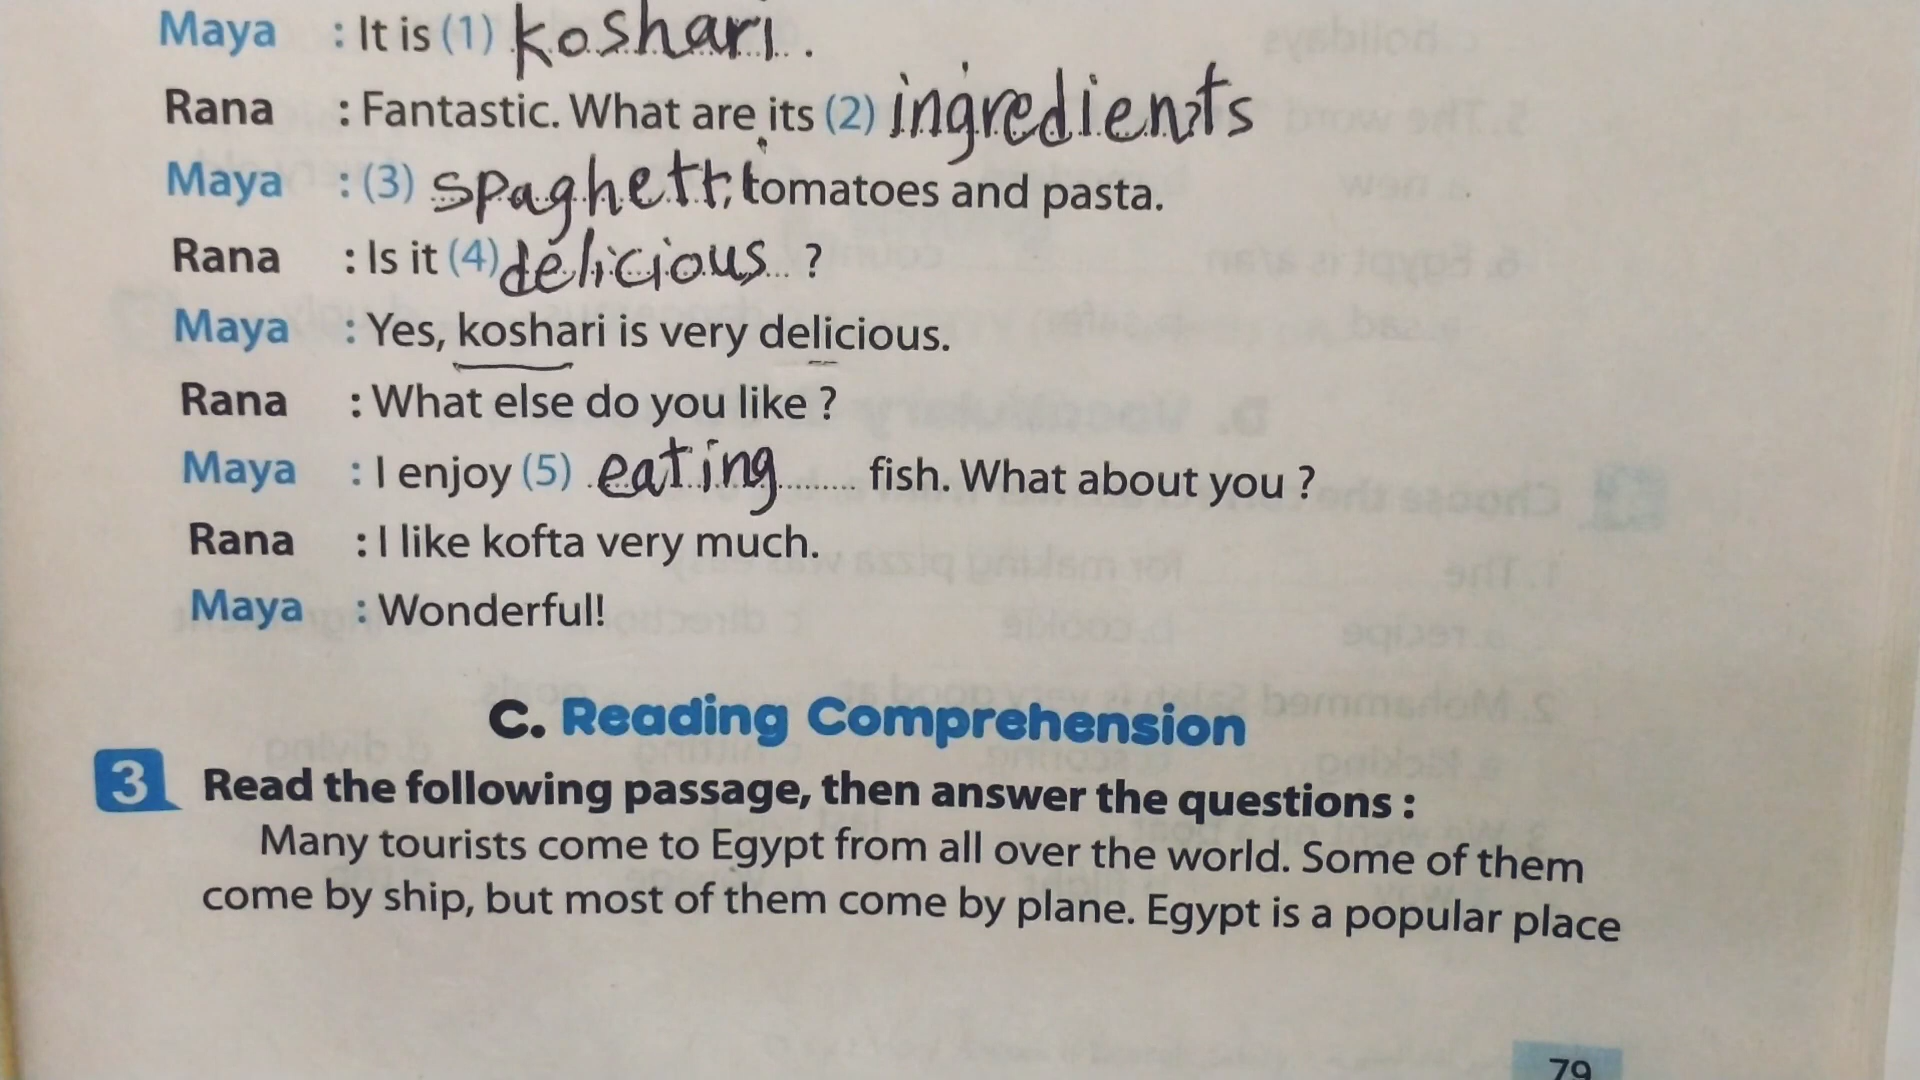 Maya : It is (1) koshari .
Rana : Fantastic. What are its (2) ingredients
Maya : (3) spaghetti, tomatoes and pasta.
Rana : Is it (4) delicious ?
Maya : Yes, koshari is very delicious.
Rana : What else do you like ?
Maya : I enjoy (5) eating ........ fish. What about you ?
Rana : I like kofta very much.
Maya : Wonderful!
C. Reading Comprehension
3 Read the following passage, then answer the questions :
Many tourists come to Egypt from all over the world. Some of them
come by ship, but most of them come by plane. Egypt is a popular place
79